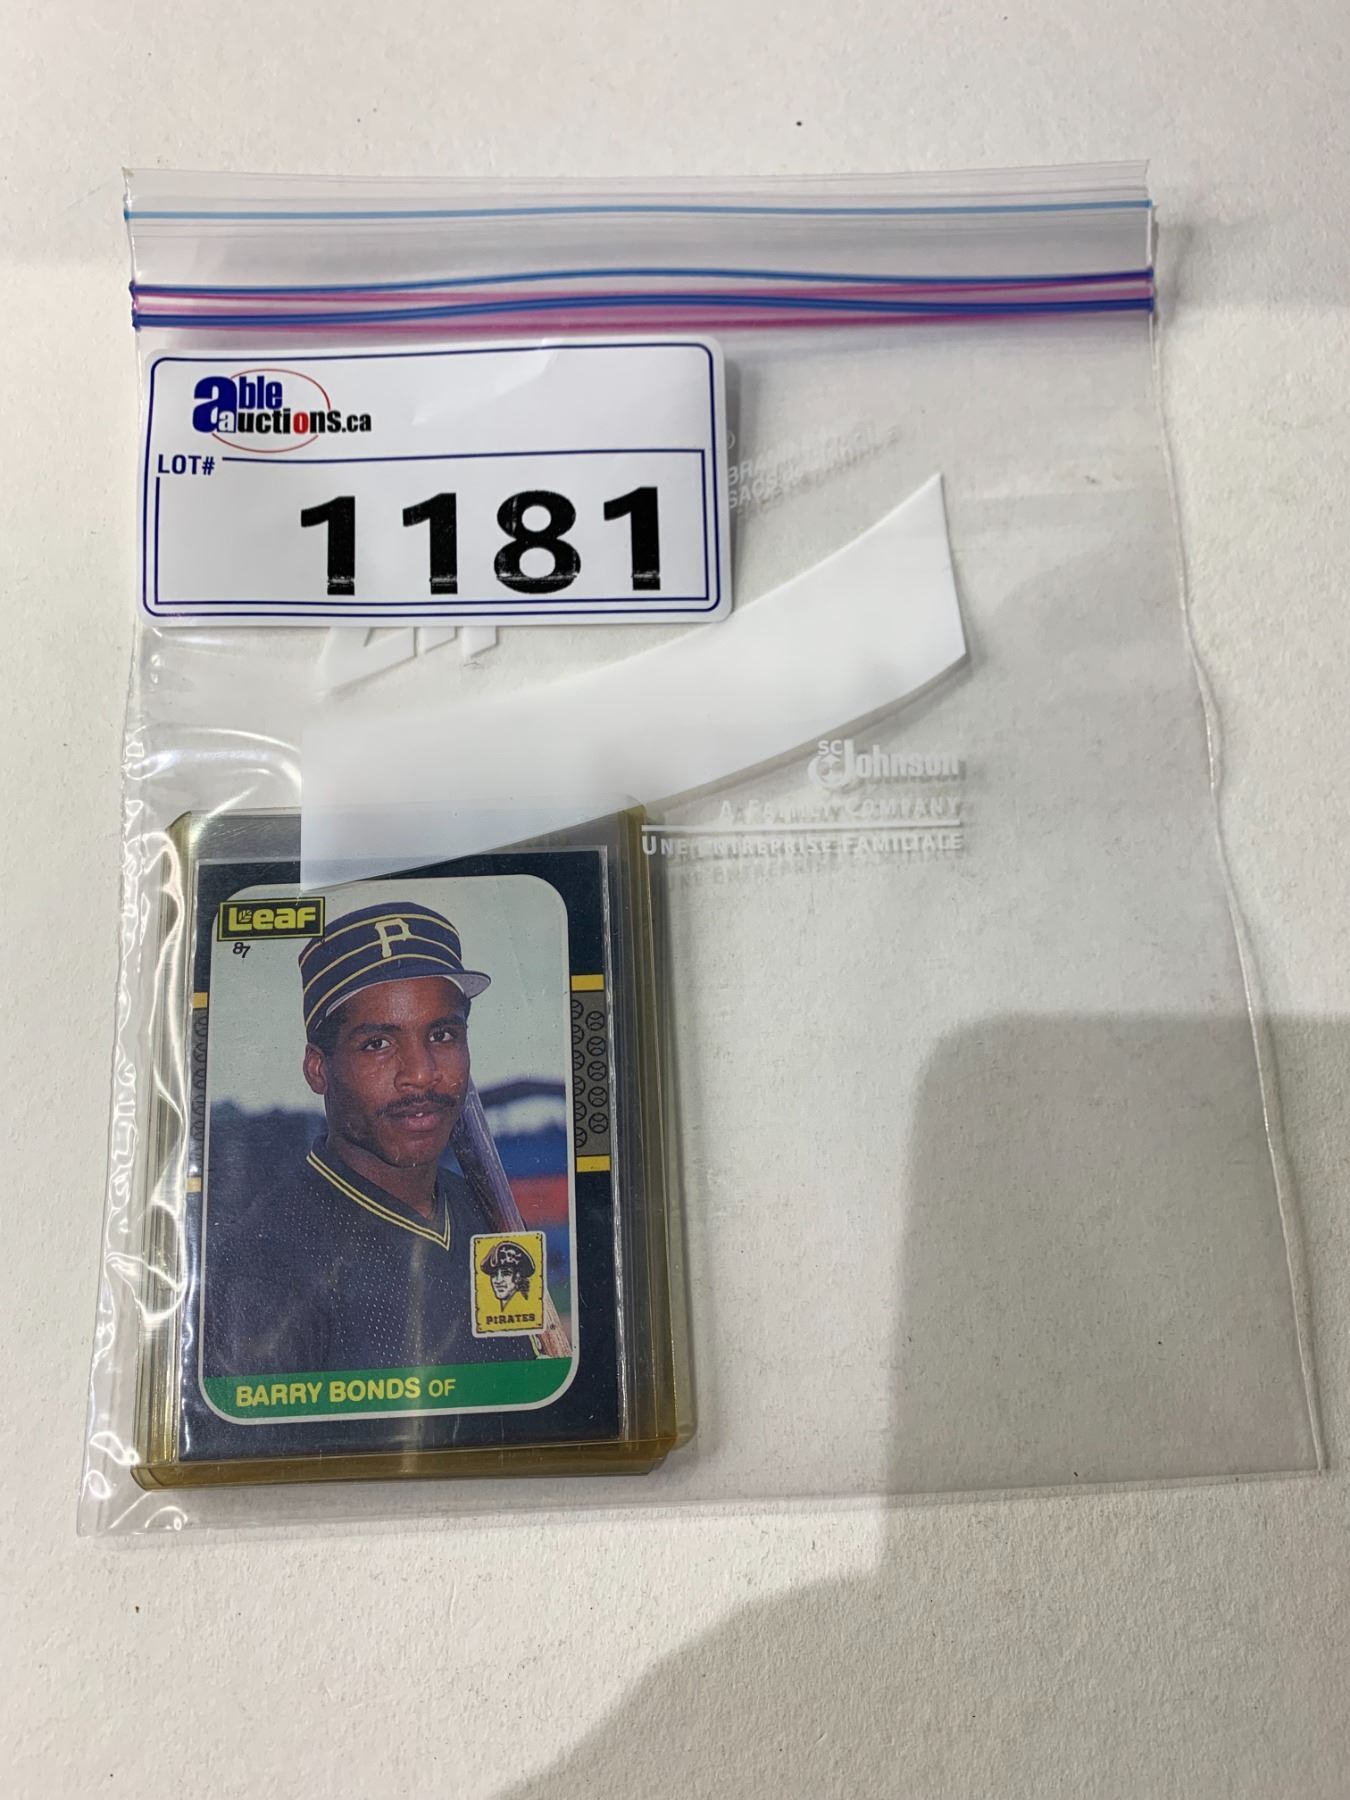 able
auctions.ca
LOT#
1181
SC Johnson
A FAMILY COMPANY
UNE ENTREPRISE FAMILIALE
Leaf
87
P
PIRATES
BARRY BONDS OF